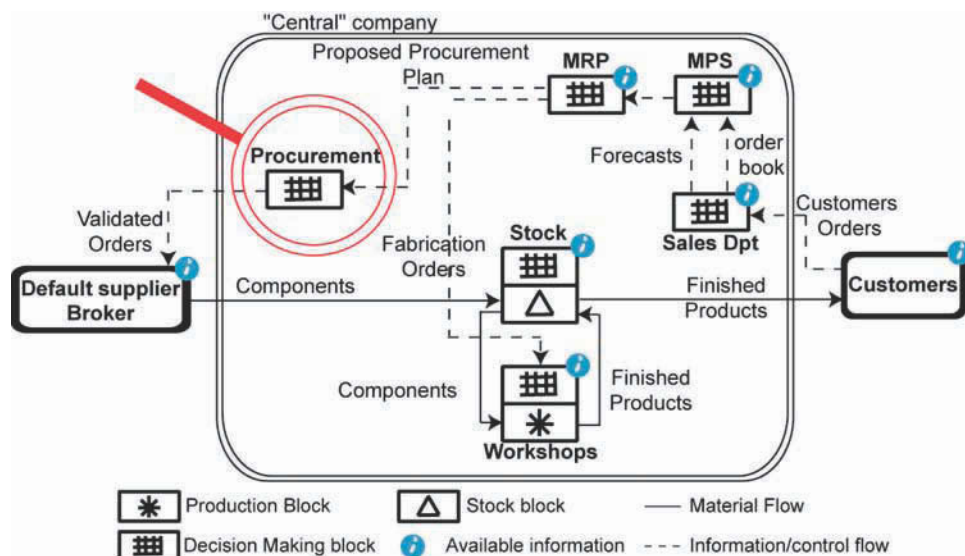 "Central" company
Proposed Procurement
Plan
MRP
MPS
Procurement
Forecasts
order
book
Validated
Orders
Customers
Orders
Sales Dpt
Fabrication
Orders
Stock
Default supplier
Broker
Components
Finished
Products
Customers
Components
Finished
Products
Workshops
Production Block
Stock block
Material Flow
Decision Making block
i Available information
Information/control flow